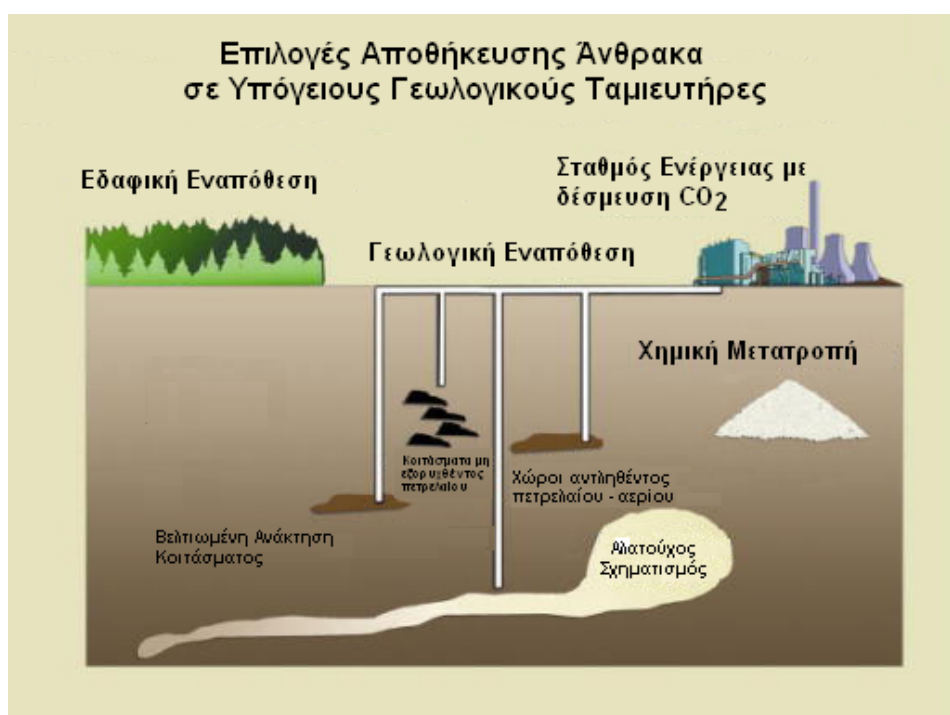 Επιλογές Αποθήκευσης Άνθρακα
σε Υπόγειους Γεωλογικούς Ταμιευτήρες
Εδαφική Εναπόθεση
Σταθμός Ενέργειας με
δέσμευση CO2
Γεωλογική Εναπόθεση
Χημική Μετατροπή
Κοιτάσματα μη
εξορυχθέντος
πετρελαίου
Χώροι αντληθέντος
πετρελαίου - αερίου
Βελτιωμένη Ανάκτηση
Κοιτάσματος
Αλατούχος
Σχηματισμός